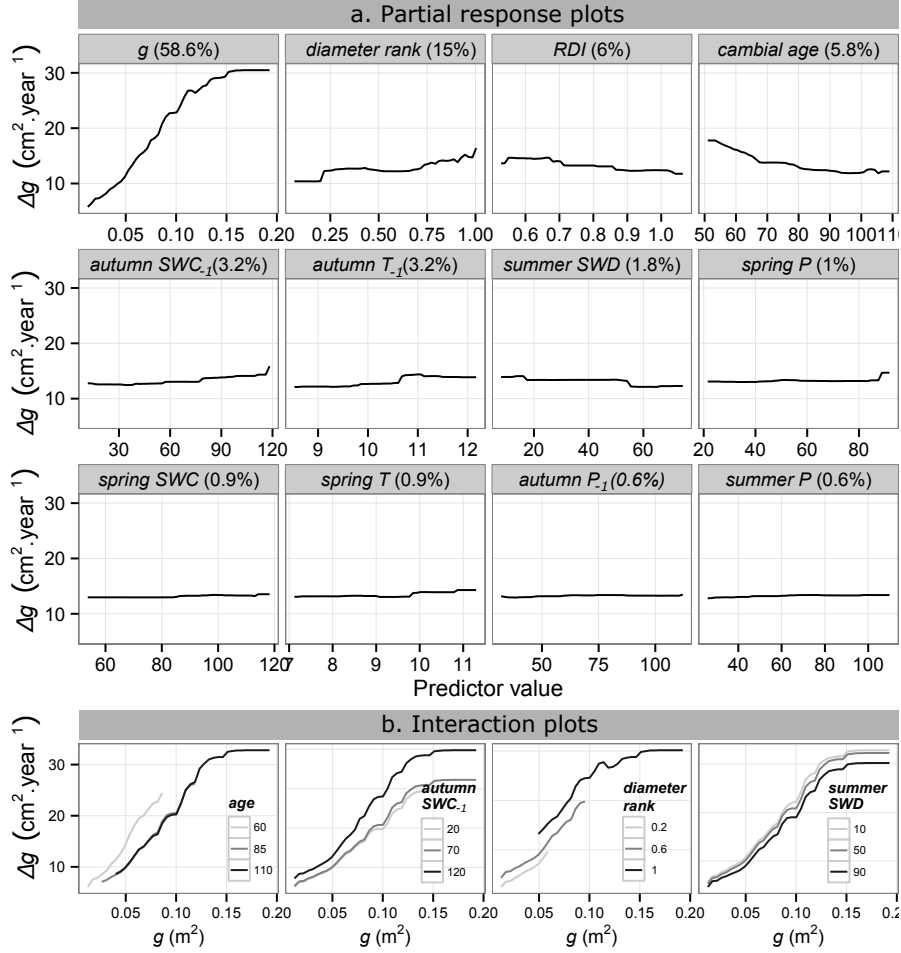 a. Partial response plots
g (58.6%) diameter rank (15%) RDI (6%) cambial age (5.8%)
Δg (cm².year ¹)
30
20
10
0.00 0.05 0.10 0.15 0.20 0.25 0.50 0.75 1.00 0.6 0.7 0.8 0.9 1.0 50 60 70 80 90 100 110
autumn SWC-1(3.2%) autumn T-1 (3.2%) summer SWD (1.8%) spring P (1%)
Δg (cm².year ¹)
30
20
10
30 60 90 120 9 10 11 12 20 40 60 20 40 60 80
spring SWC (0.9%) spring T (0.9%) autumn P-1(0.6%) summer P (0.6%)
Δg (cm².year ¹)
30
20
10
60 80 100 120 7 8 9 10 11 50 75 100 40 60 80 100
Predictor value
b. Interaction plots
Δg (cm².year ¹)
30
20
10
age
60
85
110
autumn
SWC-1
20
70
120
diameter
rank
0.2
0.6
1
summer
SWD
10
50
90
0.05 0.10 0.15 0.20 0.05 0.10 0.15 0.20 0.05 0.10 0.15 0.20 0.05 0.10 0.15 0.20
g (m²) g (m²) g (m²) g (m²)